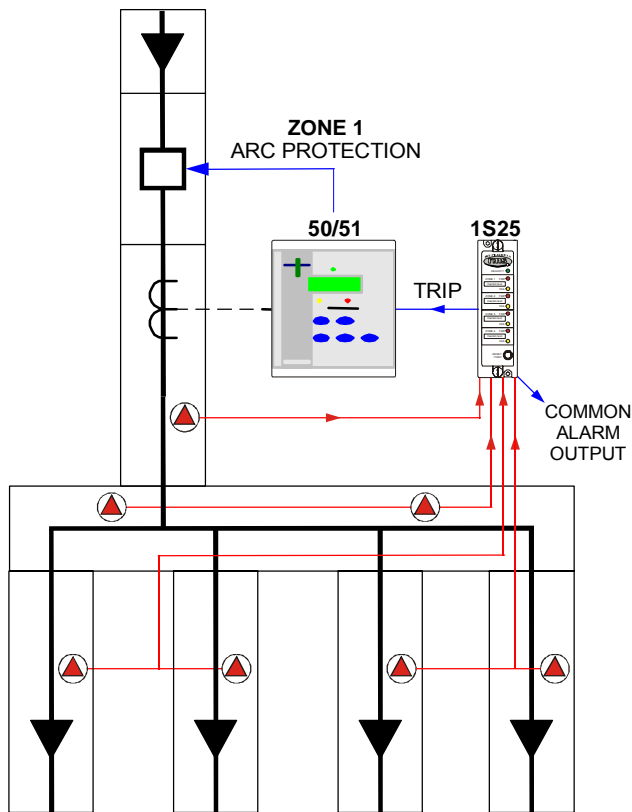 ZONE 1
ARC PROTECTION
50/51
1S25
TRIP
COMMON
ALARM
OUTPUT